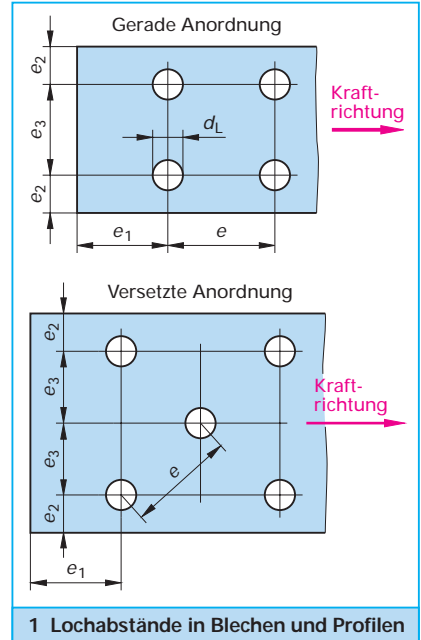 Gerade Anordnung
e2
e3
e2
dL
Kraft-
richtung
e1
e
Versetzte Anordnung
e2
e3
e3
e2
e
Kraft-
richtung
e1
1 Lochabstände in Blechen und Profilen